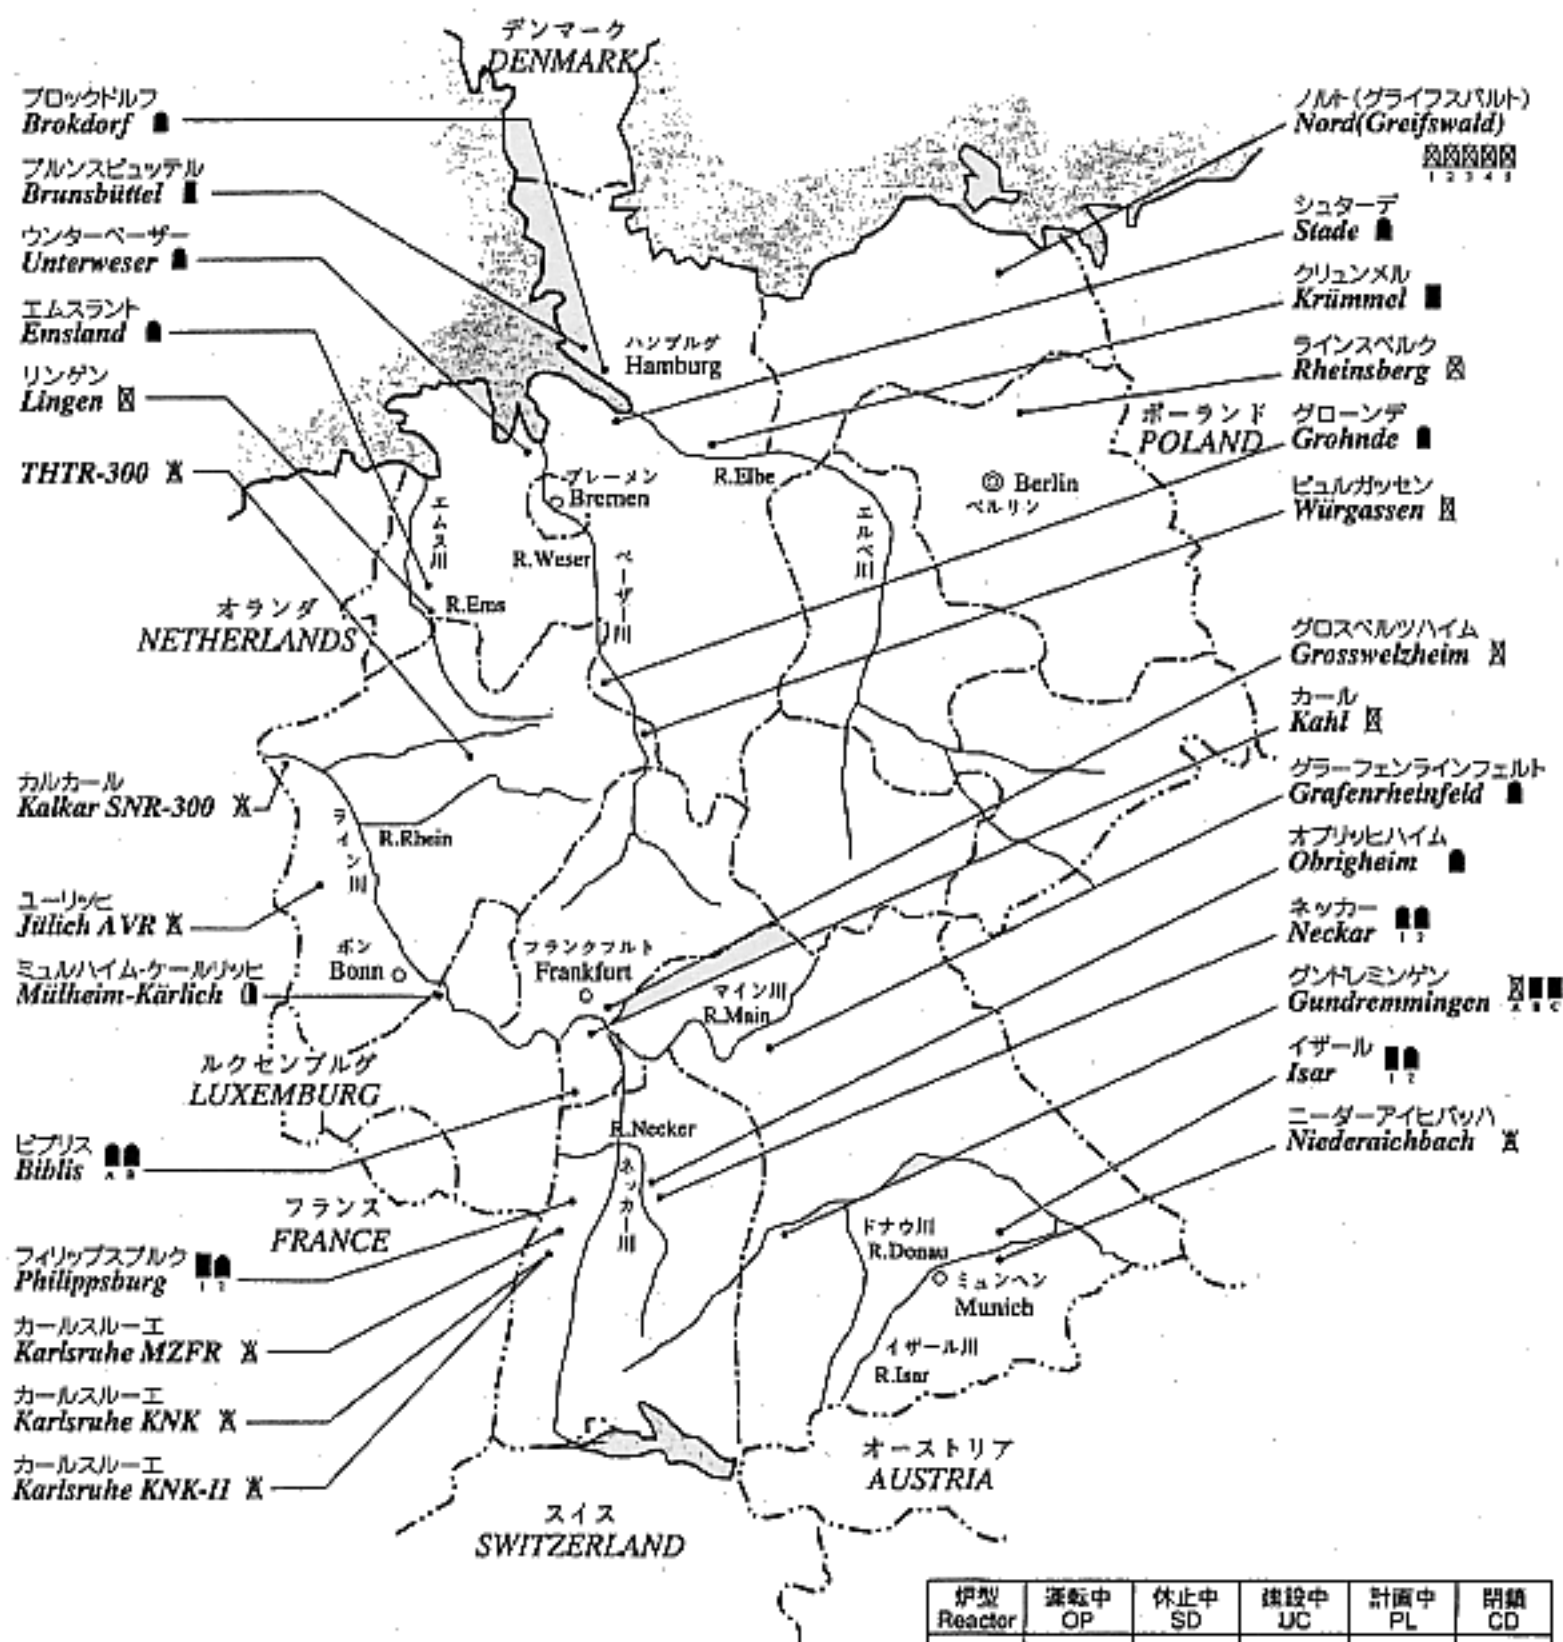 デンマーク
DENMARK
ブロックドルフ
Brokdorf
ブルンスビュッテル
Brunsbüttel
ウンターベーザー
Unterweser
エムスラント
Emsland
リンゲン
Lingen
THTR-300
カルカール
Kalkar SNR-300
ユーリッヒ
Jülich AVR
ミュルハイム-ケールリッヒ
Mülheim-Kärlich
ビブリス
Biblis
A B
フィリップスブルク
Philippsburg
1 2
カールスルーエ
Karlsruhe MZFR
カールスルーエ
Karlsruhe KNK
カールスルーエ
Karlsruhe KNK-II
ハンブルグ
Hamburg
ブレーメン
Bremen
R.Elbe
エルベ川
Berlin
ベルリン
エムス川
R.Weser
ベーザー川
R.Ems
オランダ
NETHERLANDS
ポーランド
POLAND
ライン川
R.Rhein
ボン
Bonn
フランクフルト
Frankfurt
マイン川
R.Main
ルクセンブルゲ
LUXEMBURG
R.Necker
ネッカー川
フランス
FRANCE
ドナウ川
R.Donau
ミュンヘン
Munich
イザール川
R.Isar
オーストリア
AUSTRIA
スイス
SWITZERLAND
ノルト(グライフスバルト)
Nord(Greifswald)
1 2 3 4 5
シュターデ
Stade
クリュンメル
Krümmel
ラインスベルク
Rheinsberg
グローンデ
Grohnde
ビュルガッセン
Würgassen
グロスベルツハイム
Grosswelzheim
カール
Kahl
グラーフェンラインフェルト
Grafenrheinfeld
オブリッヒハイム
Obrigheim
ネッカー
Neckar
1 2
グンドレミンゲン
Gundremmingen
A B C
イザール
Isar
1 2
ニーダーアイヒバッハ
Niederaichbach
炉型 運転中 休止中 建設中 計画中 閉鎖
Reactor OP SD UC PL CD